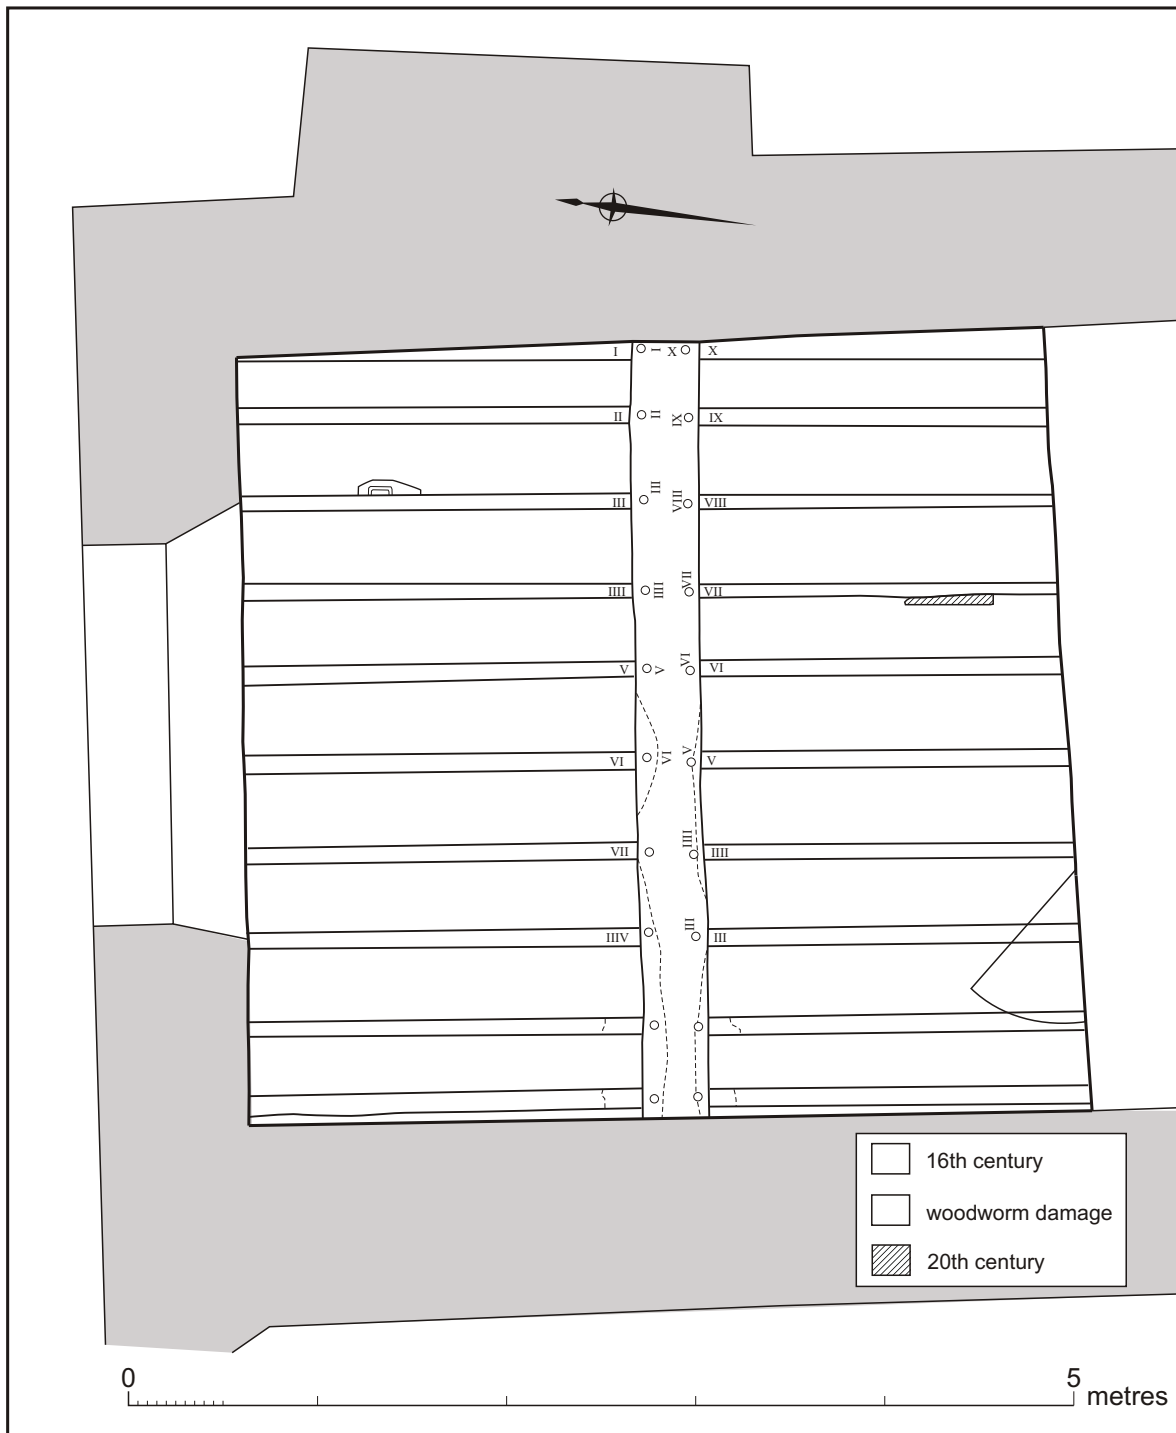 I I X X
II II IX IX
III III VIII VIII
IIII IIII VII VII
V V VI VI
VI VI V V
VII IIII IIII
IIIV III III
16th century
woodworm damage
20th century
0 5 metres